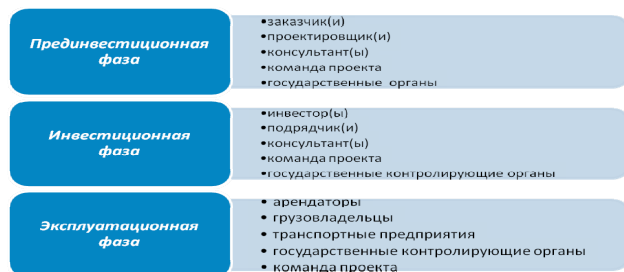 Прединвестиционная
фаза
•заказчик(и)
•проектировщик(и)
•консультант(ы)
•команда проекта
•государственные органы
Инвестиционная
фаза
•инвестор(ы)
•подрядчик(и)
•консультант(ы)
•команда проекта
•государственные контролирующие органы
Эксплуатационная
фаза
• арендаторы
• грузовладельцы
• транспортные предприятия
• государственные контролирующие органы
• команда проекта